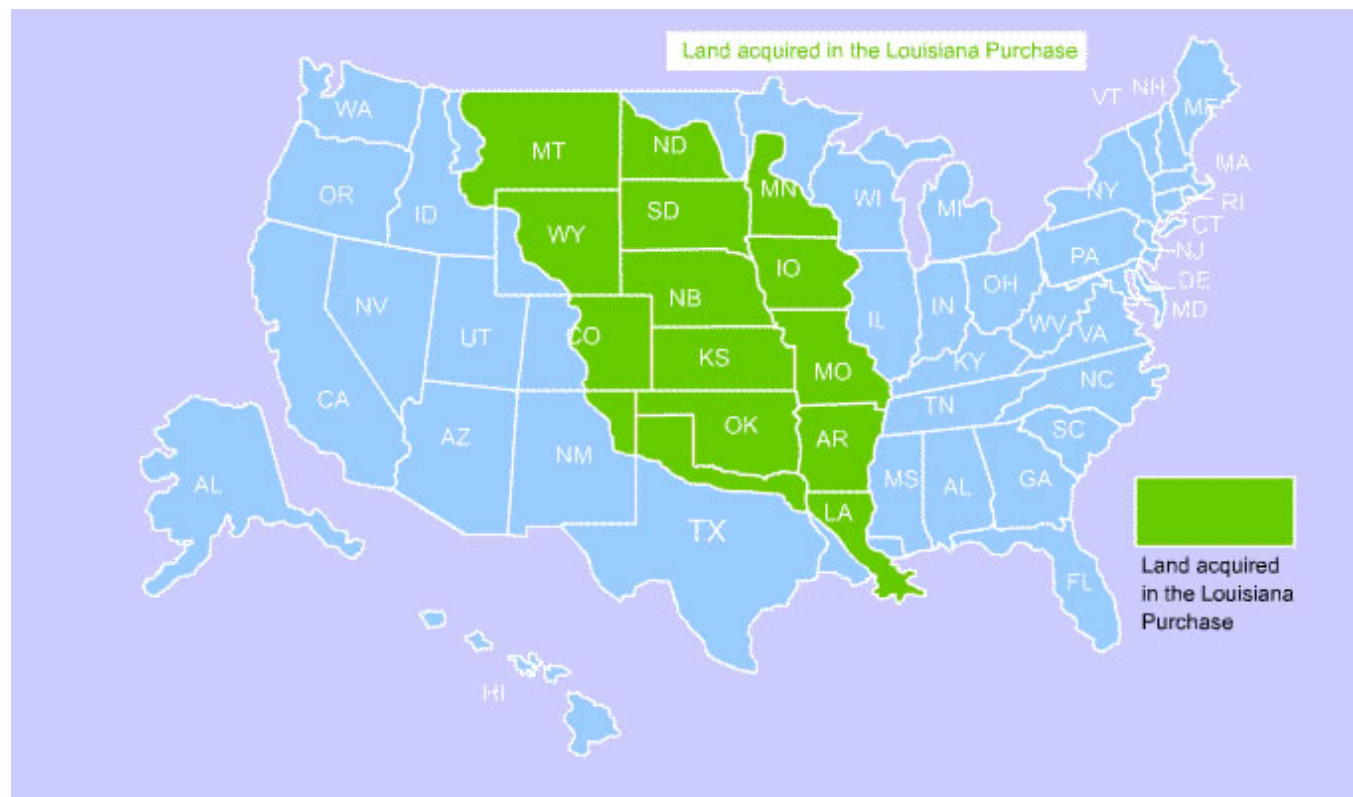 Land acquired in the Louisiana Purchase
WA
MT
ND
MN
VT
NH
ME
OR
ID
SD
WI
MI
NY
MA
RI
CT
WY
IO
PA
NJ
NV
UT
CO
NB
IL
IN
OH
DE
MD
WV
VA
CA
KS
MO
KY
NC
AZ
NM
OK
AR
TN
SC
AL
TX
LA
MS
AL
GA
FL
HI
Land acquired
in the Louisiana
Purchase